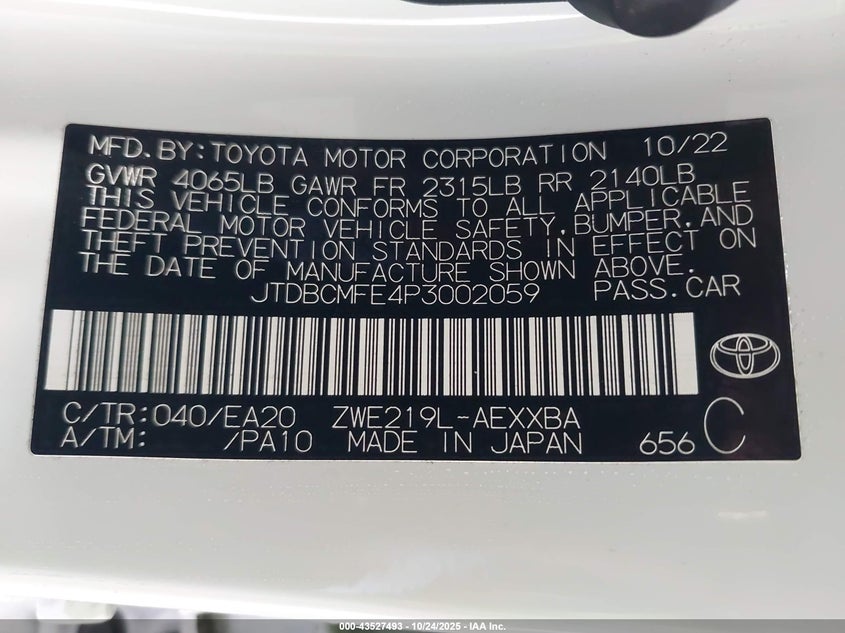 MFD.BY:TOYOTA MOTOR CORPORATION 10/22
GVWR 4065LB GAWR FR 2315LB RR 2140LB
THIS VEHICLE CONFORMS TO ALL APPLICABLE
FEDERAL MOTOR VEHICLE SAFETY,BUMPER,AND
THEFT PREVENTION STANDARDS IN EFFECT ON
THE DATE OF MANUFACTURE SHOWN ABOVE.
JTDBCMFE4P3002059 PASS.CAR
C/TR:040/EA20 ZWE219L-AEXXBA
A/TM: /PA10 MADE IN JAPAN 656 C
000-43527493 - 10/24/2025 - IAA Inc.